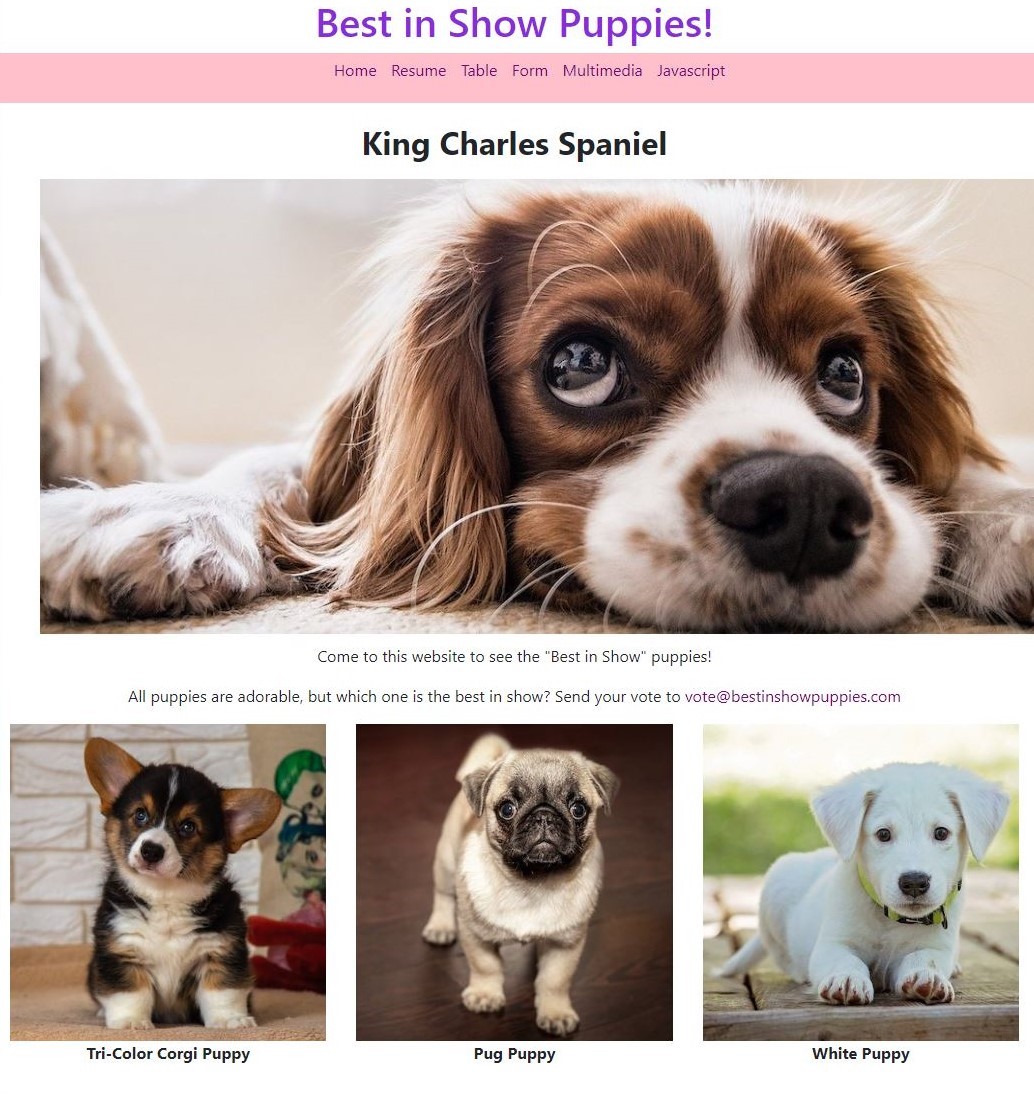 Best in Show Puppies!
Home Resume Table Form Multimedia Javascript
King Charles Spaniel
Come to this website to see the "Best in Show" puppies!
All puppies are adorable, but which one is the best in show? Send your vote to vote@bestinshowpuppies.com
Tri-Color Corgi Puppy
Pug Puppy
White Puppy